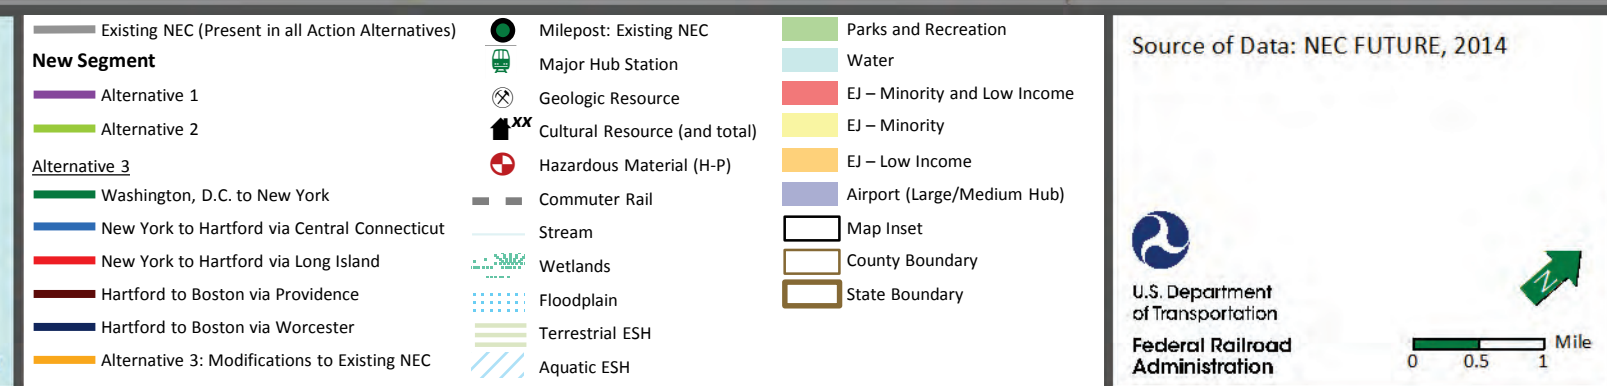 Existing NEC (Present in all Action Alternatives)
New Segment
Alternative 1
Alternative 2
Alternative 3
Washington, D.C. to New York
New York to Hartford via Central Connecticut
New York to Hartford via Long Island
Hartford to Boston via Providence
Hartford to Boston via Worcester
Alternative 3: Modifications to Existing NEC
Milepost: Existing NEC
Major Hub Station
Geologic Resource
xx Cultural Resource (and total)
Hazardous Material (H-P)
Commuter Rail
Stream
Wetlands
Floodplain
Terrestrial ESH
Aquatic ESH
Parks and Recreation
Water
EJ – Minority and Low Income
EJ – Minority
EJ – Low Income
Airport (Large/Medium Hub)
Map Inset
County Boundary
State Boundary
Source of Data: NEC FUTURE, 2014
U.S. Department
of Transportation
Federal Railroad
Administration
N
Mile
0 0.5 1